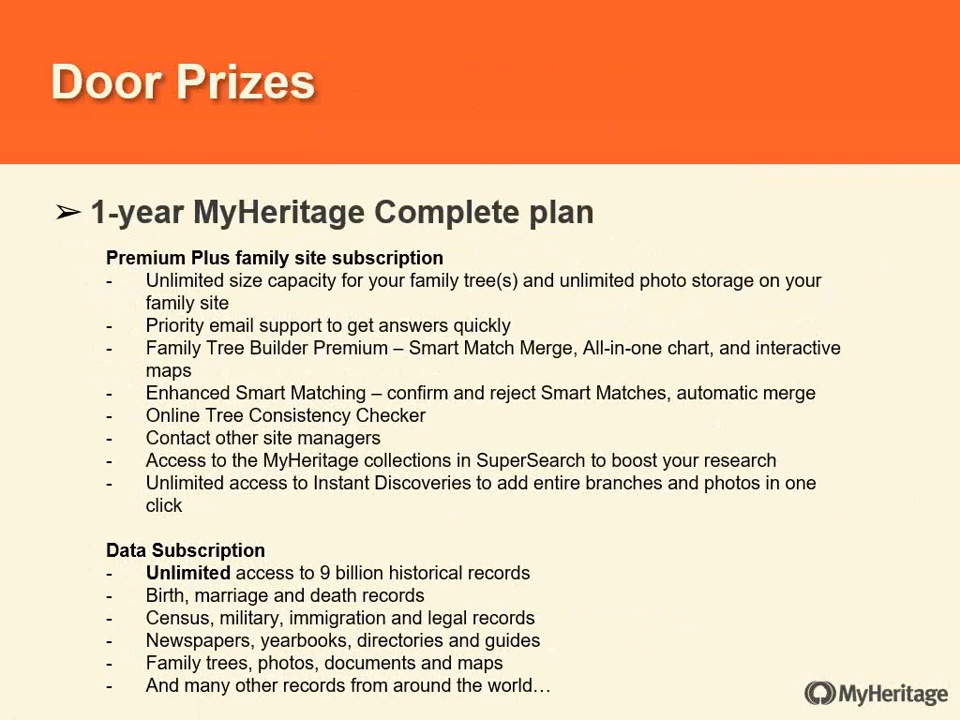 Door Prizes
➢ 1-year MyHeritage Complete plan
Premium Plus family site subscription
- Unlimited size capacity for your family tree(s) and unlimited photo storage on your
family site
- Priority email support to get answers quickly
- Family Tree Builder Premium – Smart Match Merge, All-in-one chart, and interactive
maps
- Enhanced Smart Matching – confirm and reject Smart Matches, automatic merge
- Online Tree Consistency Checker
- Contact other site managers
- Access to the MyHeritage collections in SuperSearch to boost your research
- Unlimited access to Instant Discoveries to add entire branches and photos in one
click
Data Subscription
- Unlimited access to 9 billion historical records
- Birth, marriage and death records
- Census, military, immigration and legal records
- Newspapers, yearbooks, directories and guides
- Family trees, photos, documents and maps
- And many other records from around the world…
MyHeritage